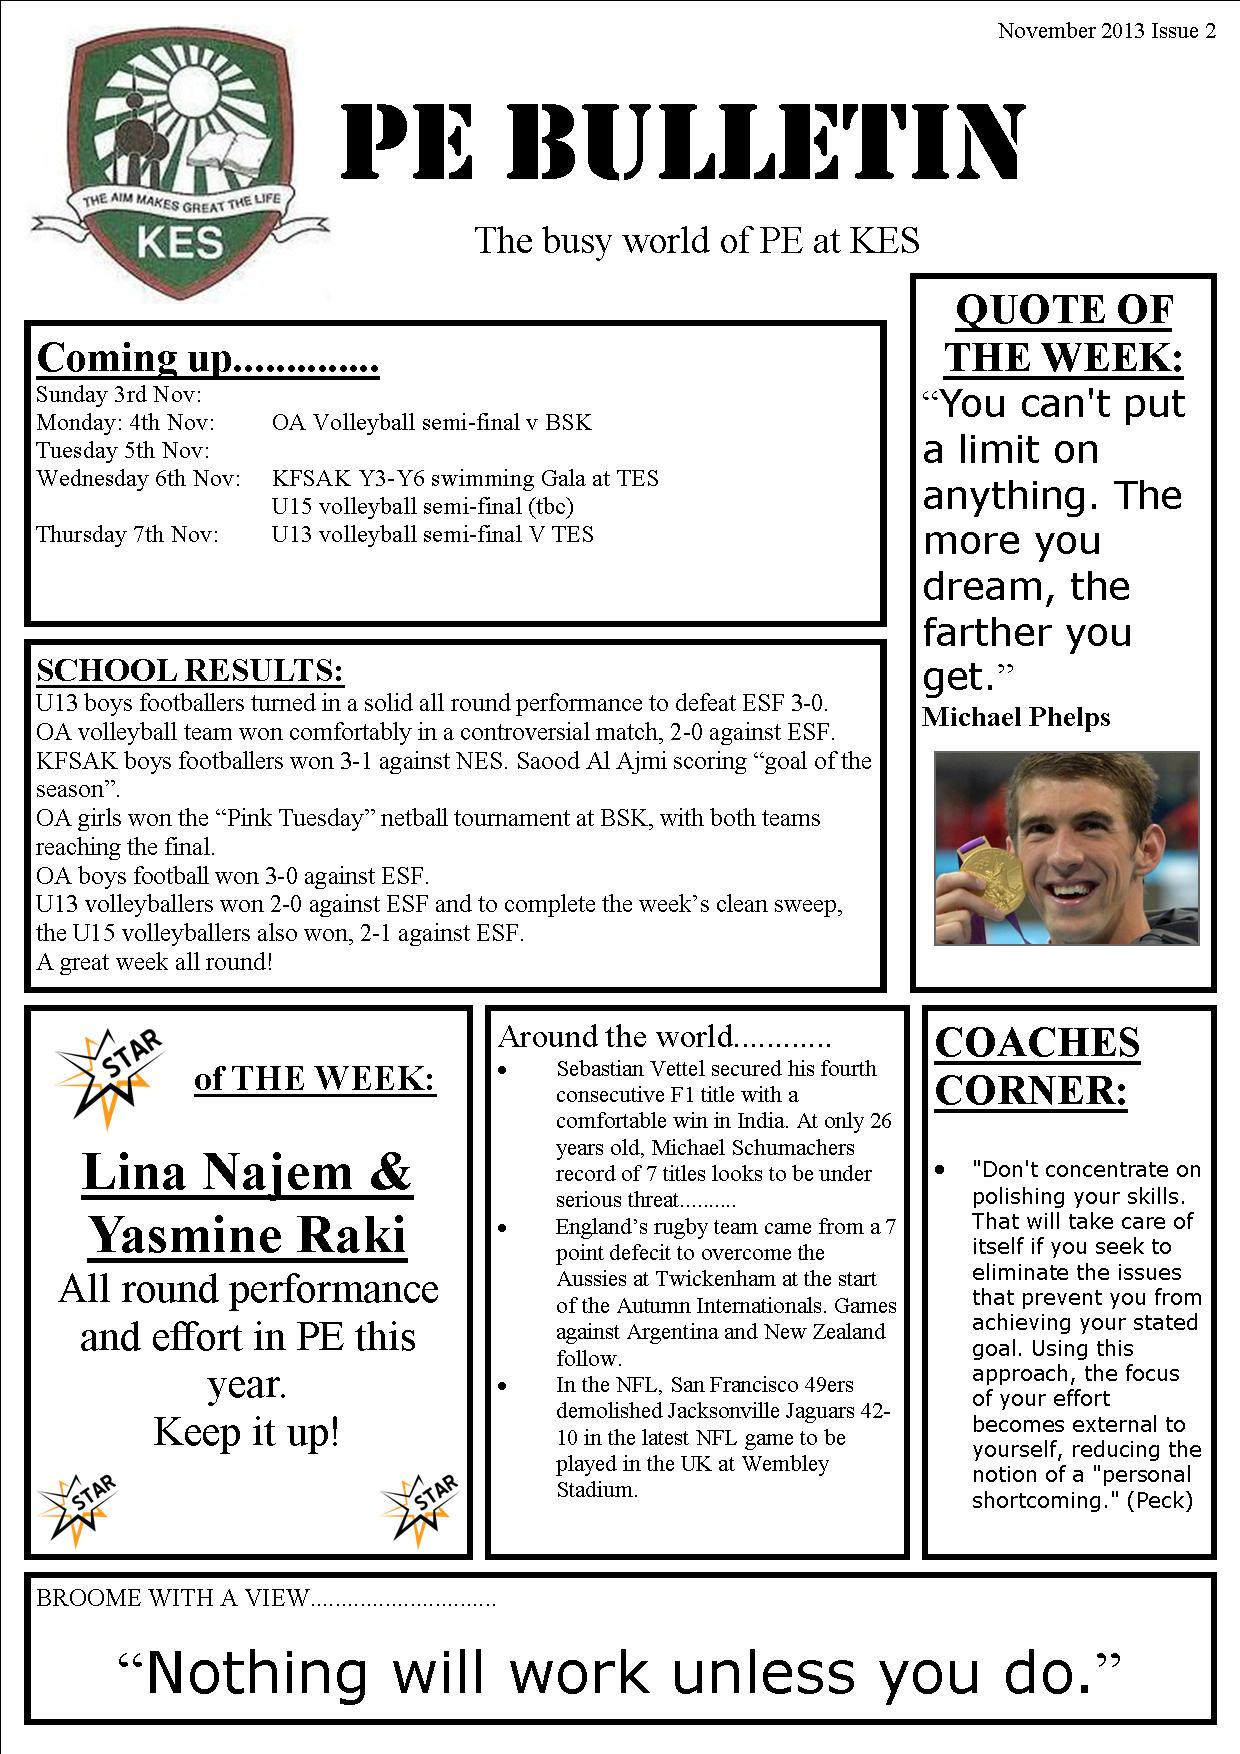 November 2013 Issue 2
PE BULLETIN
THE AIM MAKES GREAT THE LIFE
KES
The busy world of PE at KES
Coming up..............
Sunday 3rd Nov:
Monday: 4th Nov: OA Volleyball semi-final v BSK
Tuesday 5th Nov:
Wednesday 6th Nov: KFSAK Y3-Y6 swimming Gala at TES
U15 volleyball semi-final (tbc)
Thursday 7th Nov: U13 volleyball semi-final V TES
QUOTE OF
THE WEEK:
“You can't put
a limit on
anything. The
more you
dream, the
farther you
get.”
Michael Phelps
SCHOOL RESULTS:
U13 boys footballers turned in a solid all round performance to defeat ESF 3-0.
OA volleyball team won comfortably in a controversial match, 2-0 against ESF.
KFSAK boys footballers won 3-1 against NES. Saood Al Ajmi scoring “goal of the
season”.
OA girls won the “Pink Tuesday” netball tournament at BSK, with both teams
reaching the final.
OA boys football won 3-0 against ESF.
U13 volleyballers won 2-0 against ESF and to complete the week’s clean sweep,
the U15 volleyballers also won, 2-1 against ESF.
A great week all round!
STAR
of THE WEEK:
Lina Najem &
Yasmine Raki
All round performance
and effort in PE this
year.
Keep it up!
STAR
STAR
Around the world............
• Sebastian Vettel secured his fourth
consecutive F1 title with a
comfortable win in India. At only 26
years old, Michael Schumachers
record of 7 titles looks to be under
serious threat..........
• England’s rugby team came from a 7
point defecit to overcome the
Aussies at Twickenham at the start
of the Autumn Internationals. Games
against Argentina and New Zealand
follow.
• In the NFL, San Francisco 49ers
demolished Jacksonville Jaguars 42-
10 in the latest NFL game to be
played in the UK at Wembley
Stadium.
COACHES
CORNER:
• "Don't concentrate on
polishing your skills.
That will take care of
itself if you seek to
eliminate the issues
that prevent you from
achieving your stated
goal. Using this
approach, the focus
of your effort
becomes external to
yourself, reducing the
notion of a "personal
shortcoming." (Peck)
BROOME WITH A VIEW..............................
“Nothing will work unless you do.”